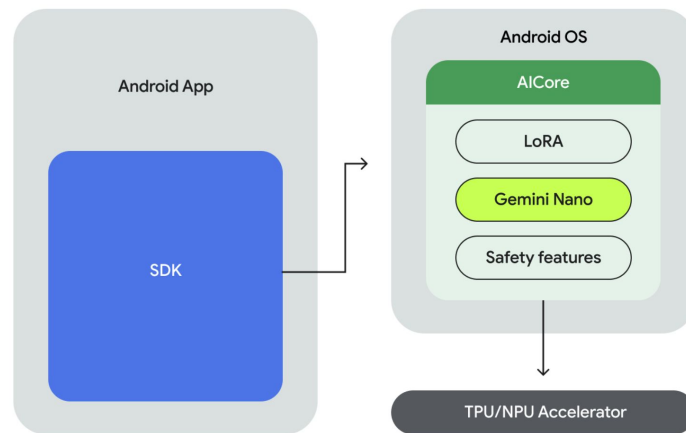 Android App
SDK
Android OS
AICore
LoRA
Gemini Nano
Safety features
TPU/NPU Accelerator